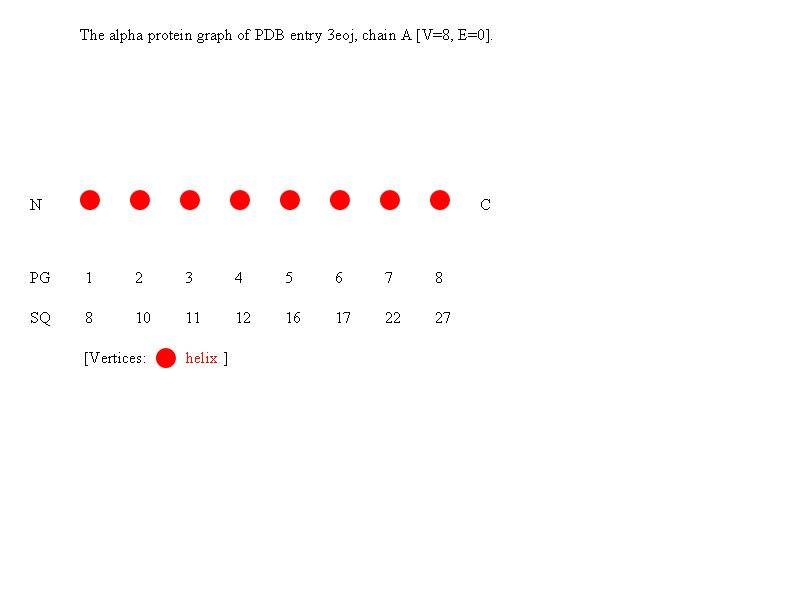 The alpha protein graph of PDB entry 3eoj, chain A [V=8, E=0].
N C
PG 1 2 3 4 5 6 7 8
SQ 8 10 11 12 16 17 22 27
[Vertices: helix ]